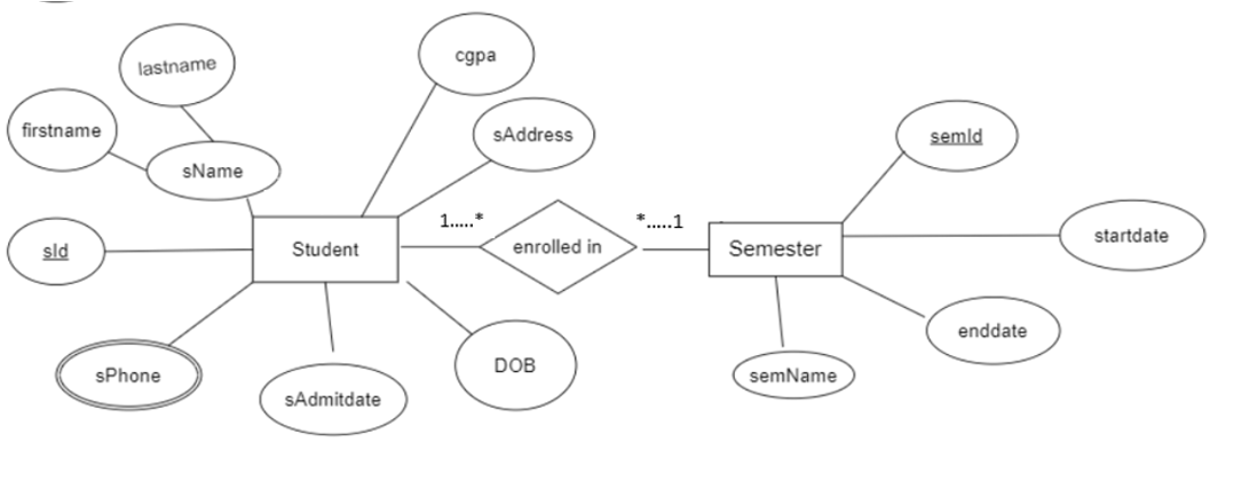 lastname
cgpa
firstname
sAddress
semId
sName
1.....*
*.....1
startdate
sId
Student
enrolled in
Semester
enddate
sPhone
sAdmitdate
DOB
semName